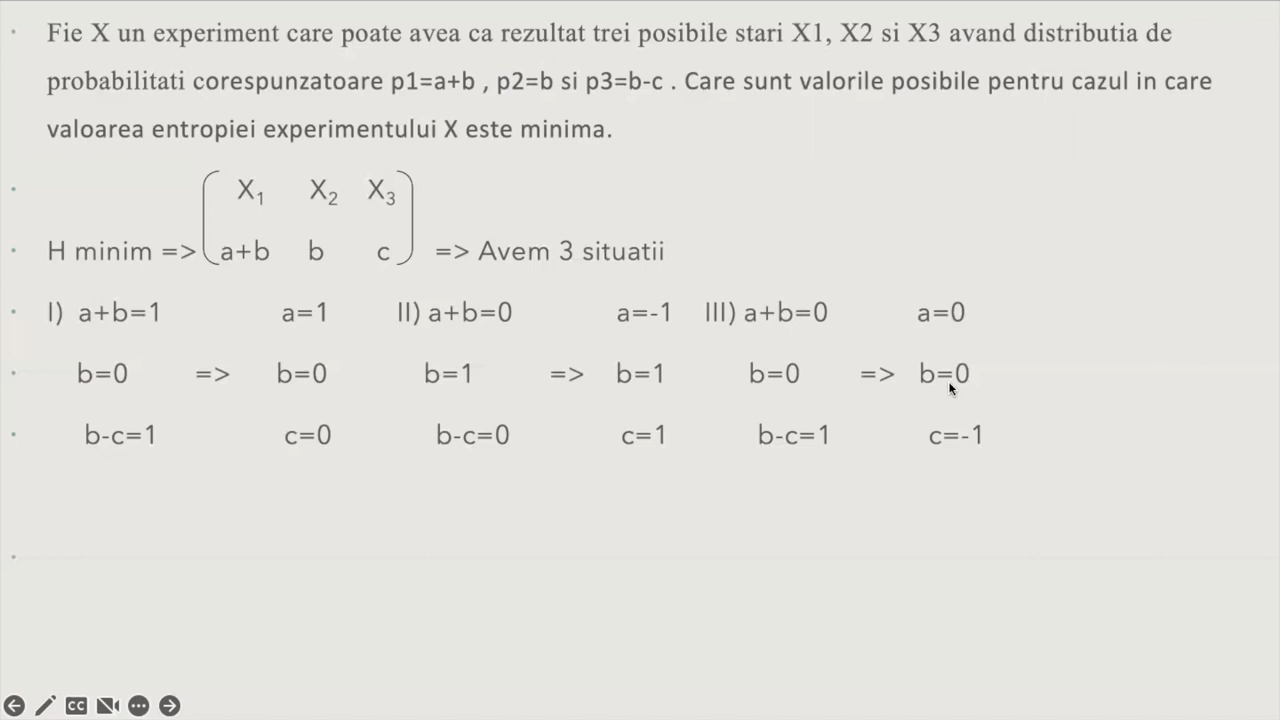 Fie X un experiment care poate avea ca rezultat trei posibile stari X1, X2 si X3 avand distributia de
probabilitati corespunzatoare p1=a+b , p2=b si p3=b-c . Care sunt valorile posibile pentru cazul in care
valoarea entropiei experimentului X este minima.
X1 X2 X3
H minim => a+b b c => Avem 3 situatii
I) a+b=1 a=1 II) a+b=0 a=-1 III) a+b=0 a=0
b=0 => b=0 b=1 => b=1 b=0 => b=0
b-c=1 c=0 b-c=0 c=1 b-c=1 c=-1
CC